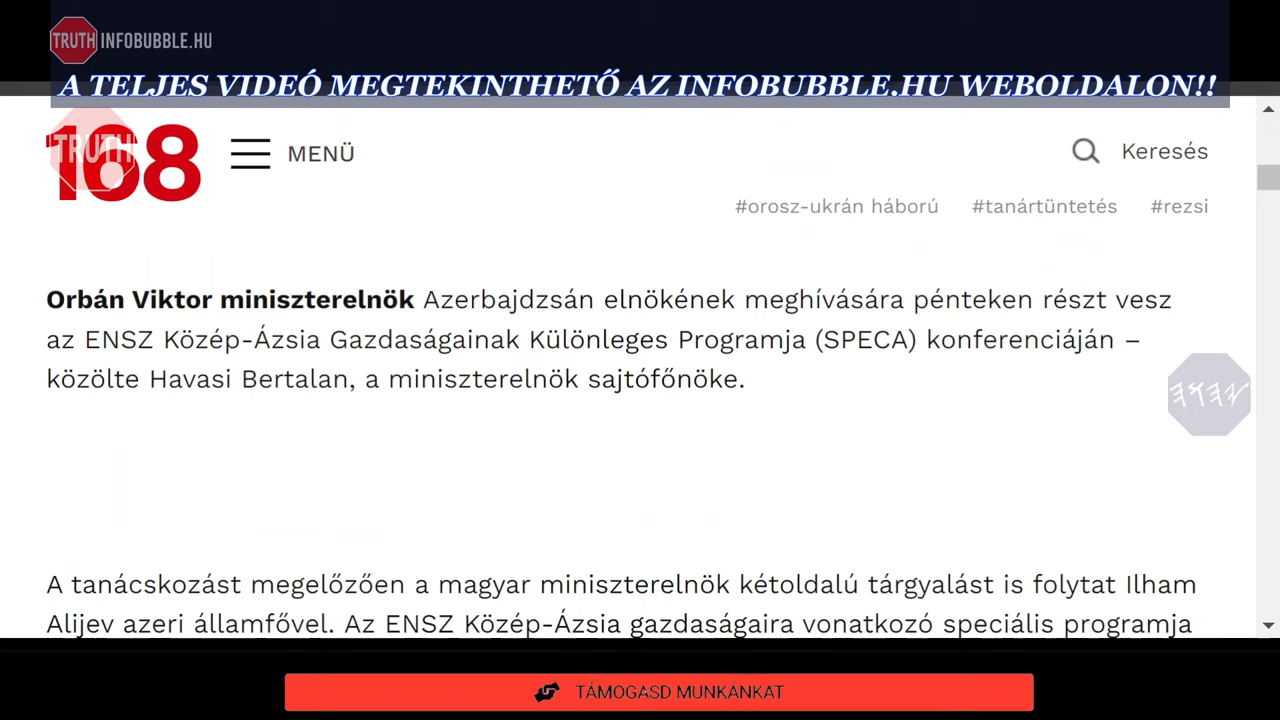 TRUTH INFOBUBBLE.HU
A TELJES VIDEÓ MEGTEKINTHETŐ AZ INFOBUBBLE.HU WEBOLDALON!!
TRUTH
168
MENÜ
Keresés
#orosz-ukrán háború #tanártüntetés #rezsi
Orbán Viktor miniszterelnök Azerbajdzsán elnökének meghívására pénteken részt vesz
az ENSZ Közép-Ázsia Gazdaságainak Különleges Programja (SPECA) konferenciáján –
közölte Havasi Bertalan, a miniszterelnök sajtófőnöke.
A tanácskozást megelőzően a magyar miniszterelnök kétoldalú tárgyalást is folytat Ilham
Alijev azeri államfővel. Az ENSZ Közép-Ázsia gazdaságaira vonatkozó speciális programja
TÁMOGASD MUNKÁNKAT